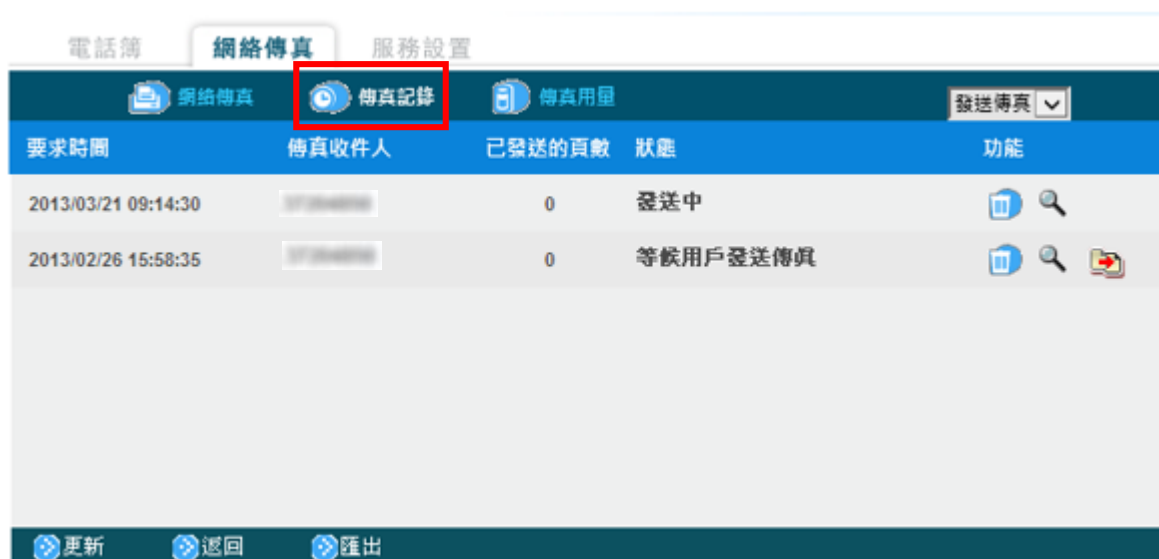 電話簿 網絡傳真 服務設置
網絡傳真 傳真記錄 傳真用量 發送傳真
要求時間 傳真收件人 已發送的頁數 狀態 功能
2013/03/21 09:14:30 0 發送中
2013/02/26 15:58:35 0 等候用戶發送傳真
更新 返回 匯出